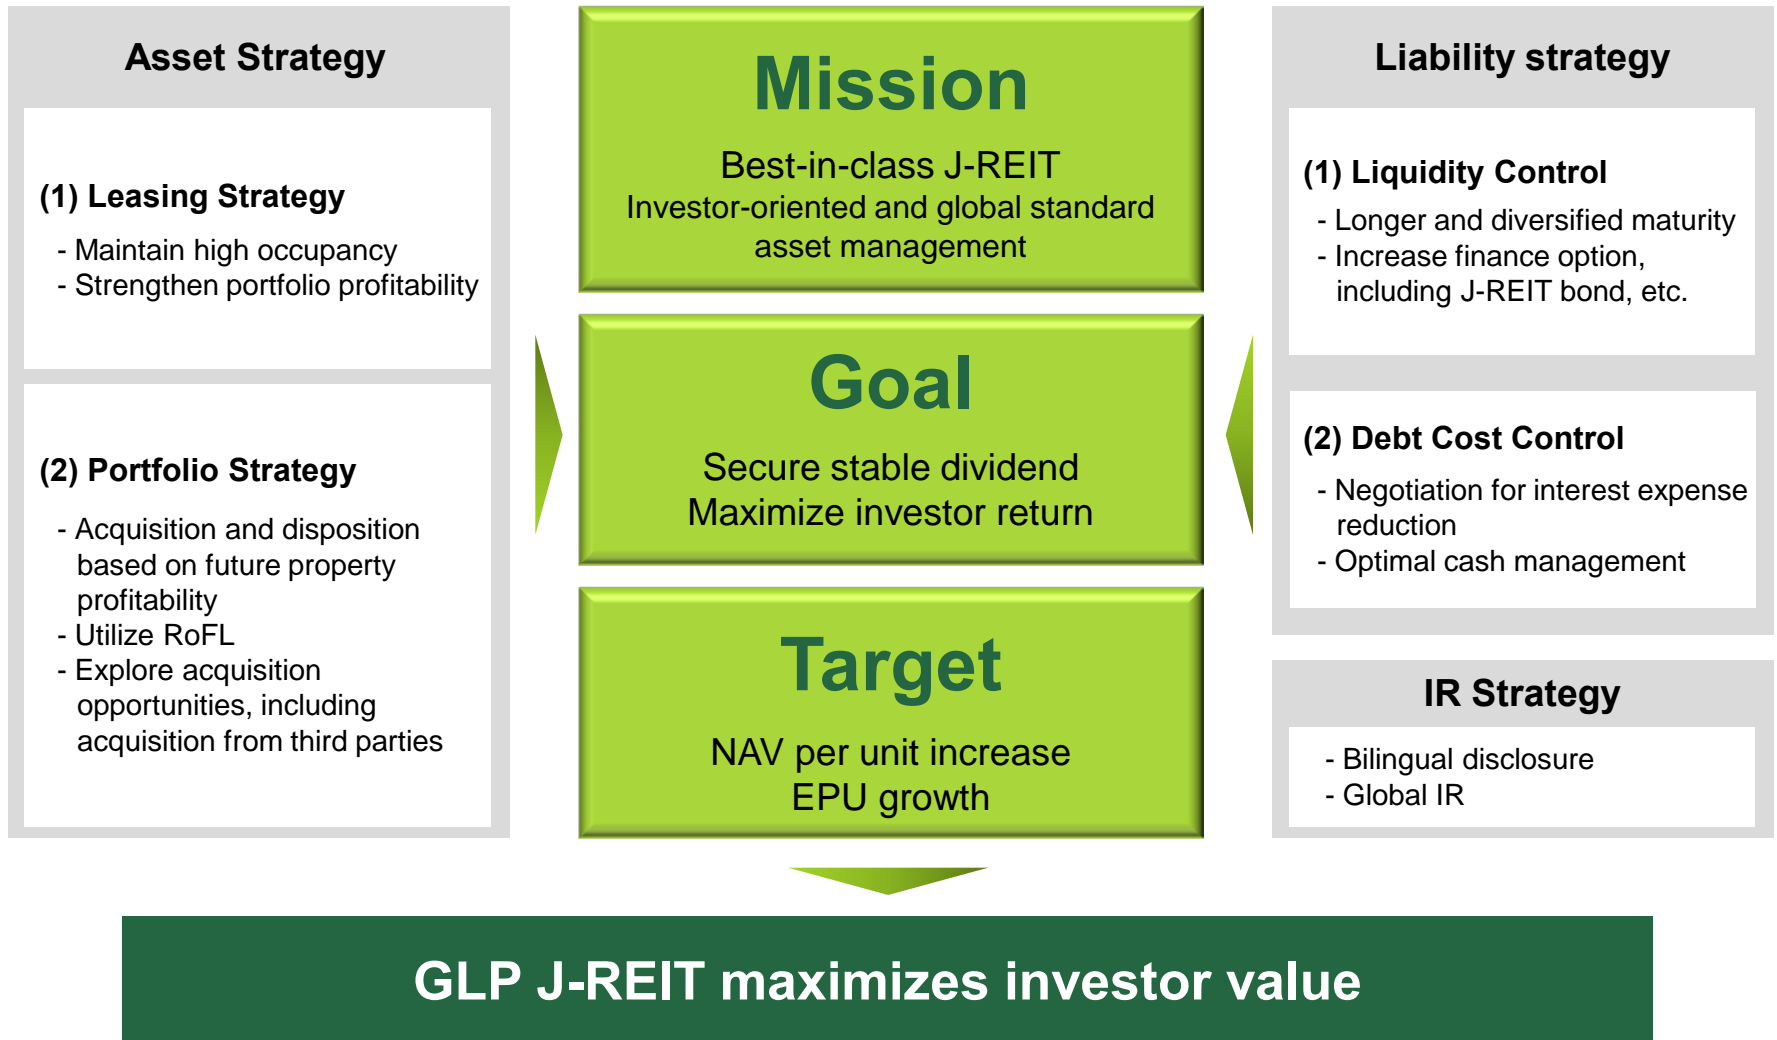 Asset Strategy
(1) Leasing Strategy
- Maintain high occupancy
- Strengthen portfolio profitability
(2) Portfolio Strategy
- Acquisition and disposition
based on future property
profitability
- Utilize RoFL
- Explore acquisition
opportunities, including
acquisition from third parties
Mission
Best-in-class J-REIT
Investor-oriented and global standard
asset management
Goal
Secure stable dividend
Maximize investor return
Target
NAV per unit increase
EPU growth
Liability strategy
(1) Liquidity Control
- Longer and diversified maturity
- Increase finance option,
including J-REIT bond, etc.
(2) Debt Cost Control
- Negotiation for interest expense
reduction
- Optimal cash management
IR Strategy
- Bilingual disclosure
- Global IR
GLP J-REIT maximizes investor value